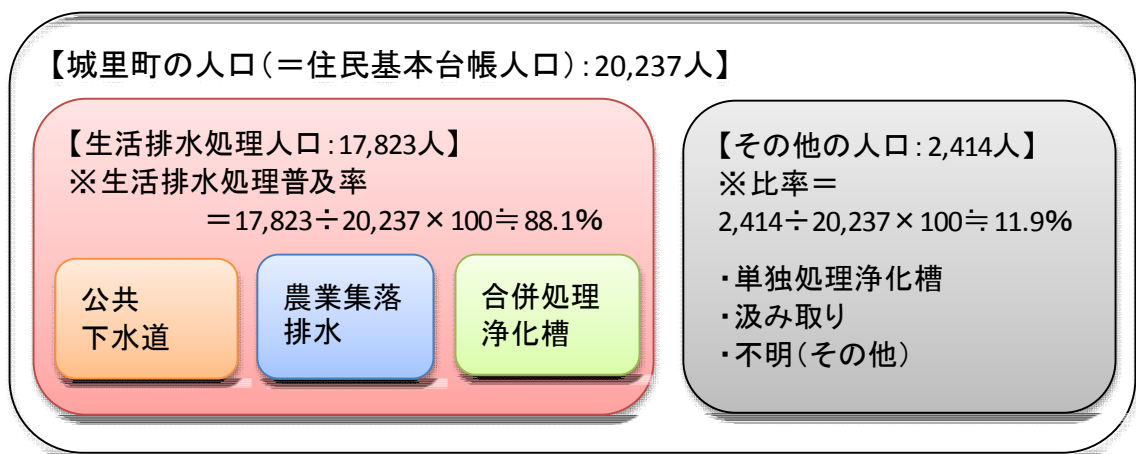 【城里町の人口（＝住民基本台帳人口）：20,237人】
【生活排水処理人口：17,823人】
※生活排水処理普及率
＝17,823÷20,237×100≒88.1%
公共
下水道
農業集落
排水
合併処理
浄化槽
【その他の人口：2,414人】
※比率＝
2,414÷20,237×100≒11.9%
・単独処理浄化槽
・汲み取り
・不明（その他）